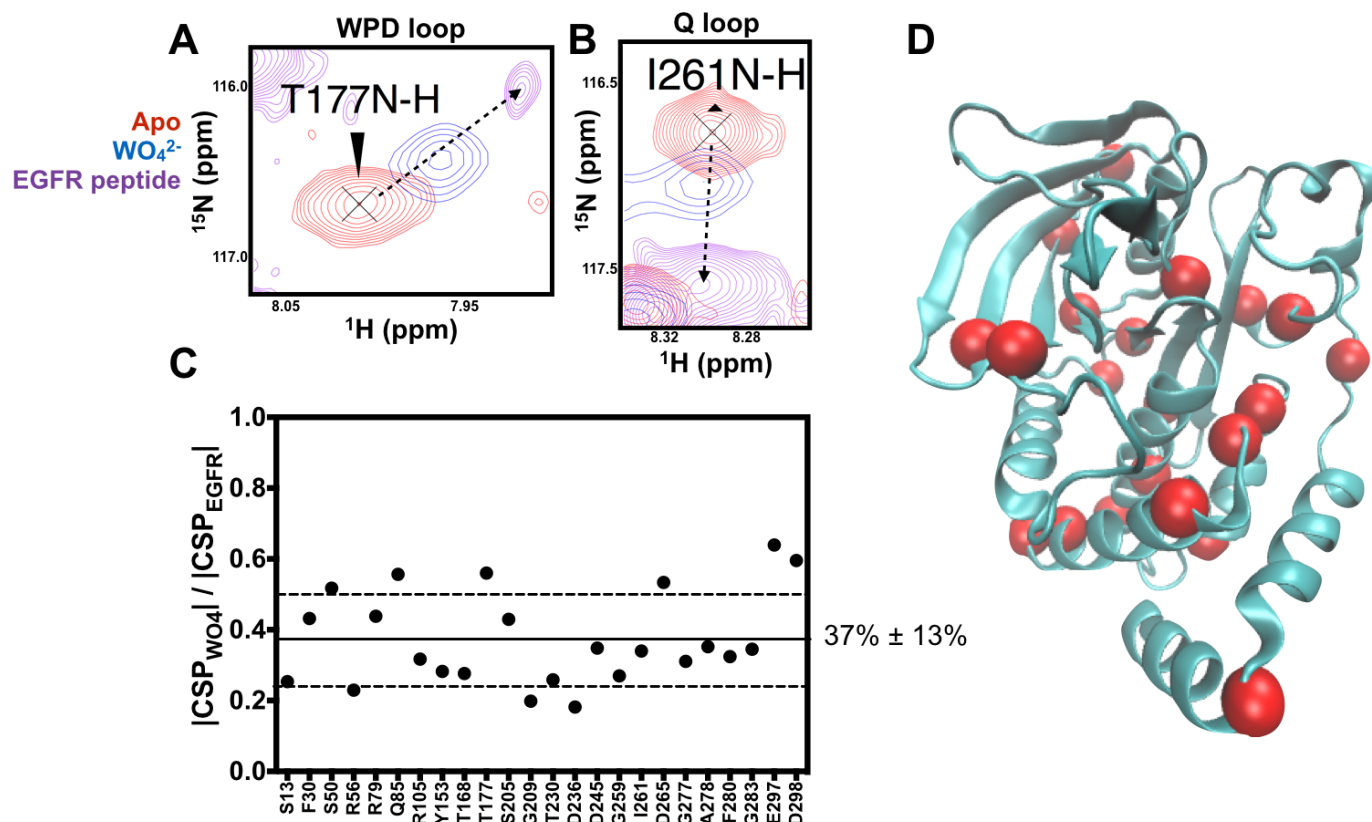 A
WPD loop
T177N-H
116.0
117.0
¹⁵N (ppm)
8.05
7.95
¹H (ppm)
Apo
WO₄²⁻
EGFR peptide
B
Q loop
I261N-H
116.5
117.5
¹⁵N (ppm)
8.32
8.28
¹H (ppm)
C
|CSP_WO4| / |CSP_EGFR|
1.0
0.8
0.6
0.4
0.2
0.0
37% ± 13%
S13
F30
S50
R56
R79
Q85
R105
Y153
T168
T177
S205
G209
T230
D236
D245
G259
I261
D265
G277
A278
F280
G283
E297
D298
D